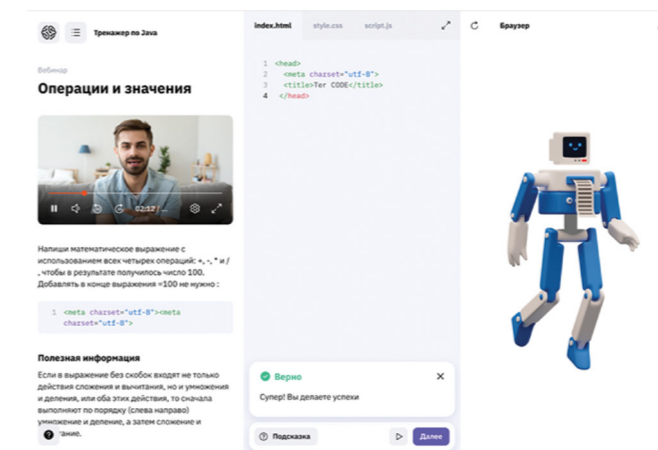 Тренажер по Java
Вебинар
Операции и значения
02:12 / ...
Напиши математическое выражение с
использованием всех четырех операций: +, -, * и /
, чтобы в результате получилось число 100.
Добавлять в конце выражения =100 не нужно :
1 <meta charset="utf-8"><meta
charset="utf-8">
Полезная информация
Если в выражение без скобок входят не только
действия сложения и вычитания, но и умножения
и деления, или оба этих действия, то сначала
выполняют по порядку (слева направо)
умножение и деление, а затем сложение и
тание.
index.html style.css script.js
1 <head>
2 <meta charset="utf-8">
3 <title>Ter CODE</title>
4 </head>
Верно
Супер! Вы делаете успехи
Подсказка
Далее
Браузер